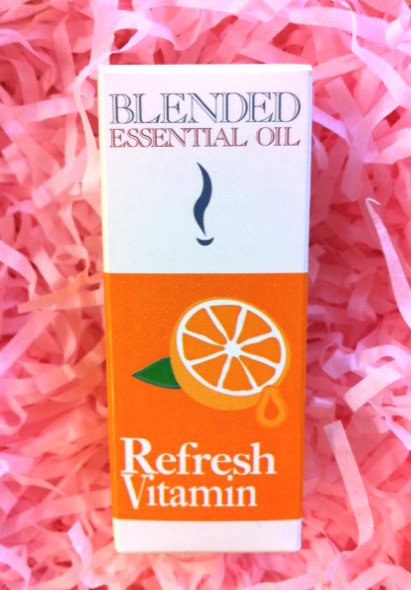 BLENDED
ESSENTIAL OIL
Refresh
Vitamin